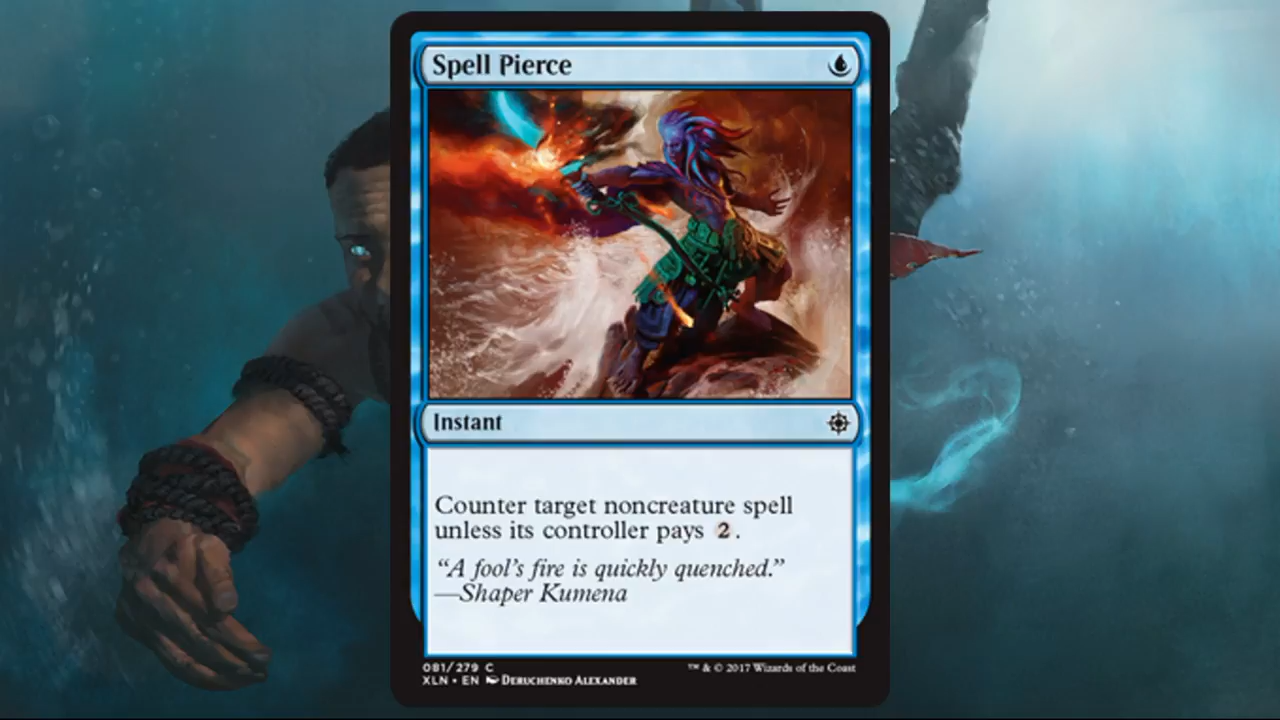 Spell Pierce
Instant
Counter target noncreature spell
unless its controller pays 2.
“A fool’s fire is quickly quenched.”
—Shaper Kumena
081/279 C
™ & © 2017 Wizards of the Coast
XLN • EN Deruchenko Alexander